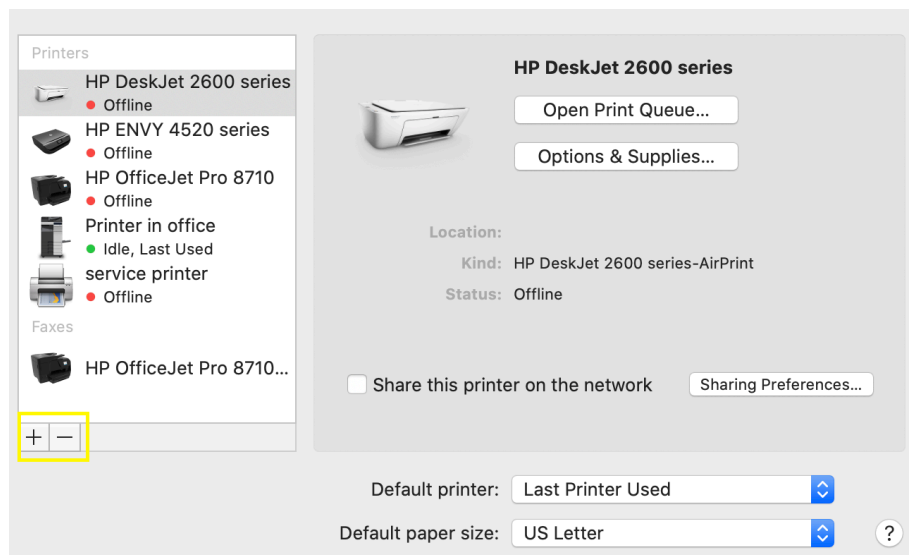 Printers
HP DeskJet 2600 series
Offline
HP ENVY 4520 series
Offline
HP OfficeJet Pro 8710
Offline
Printer in office
Idle, Last Used
service printer
Offline
Faxes
HP OfficeJet Pro 8710...
+ −
HP DeskJet 2600 series
Open Print Queue...
Options & Supplies...
Location:
Kind: HP DeskJet 2600 series-AirPrint
Status: Offline
Share this printer on the network
Sharing Preferences...
Default printer: Last Printer Used
Default paper size: US Letter
?